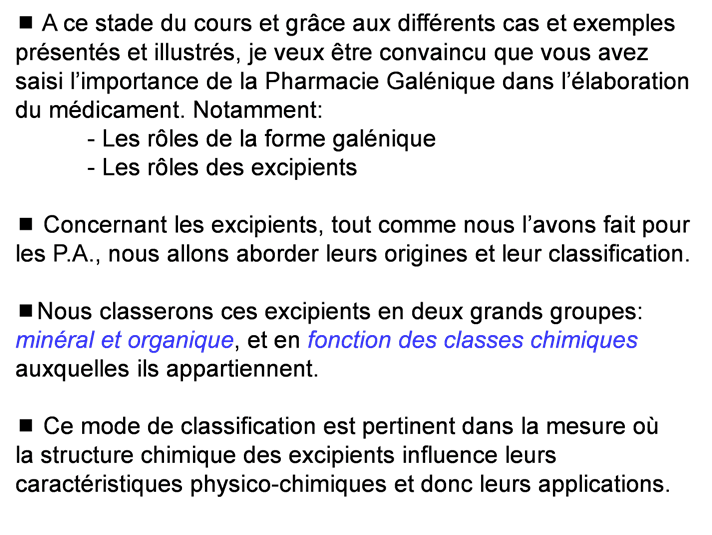 ■ A ce stade du cours et grâce aux différents cas et exemples
présentés et illustrés, je veux être convaincu que vous avez
saisi l’importance de la Pharmacie Galénique dans l’élaboration
du médicament. Notamment:
- Les rôles de la forme galénique
- Les rôles des excipients
■ Concernant les excipients, tout comme nous l’avons fait pour
les P.A., nous allons aborder leurs origines et leur classification.
■Nous classerons ces excipients en deux grands groupes:
minéral et organique, et en fonction des classes chimiques
auxquelles ils appartiennent.
■ Ce mode de classification est pertinent dans la mesure où
la structure chimique des excipients influence leurs
caractéristiques physico-chimiques et donc leurs applications.